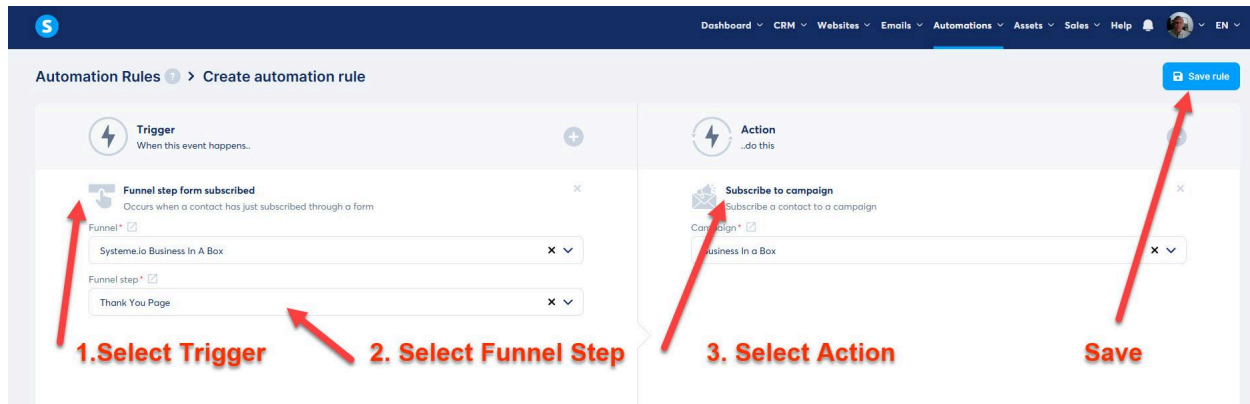 S
Dashboard CRM Websites Emails Automations Assets Sales Help EN
Automation Rules ? > Create automation rule
Save rule
Trigger
When this event happens..
Action
..do this
Funnel step form subscribed
Occurs when a contact has just subscribed through a form
Funnel*
Systeme.io Business In A Box
Funnel step*
Thank You Page
Subscribe to campaign
Subscribe a contact to a campaign
Campaign*
Business In a Box
1.Select Trigger
2. Select Funnel Step
3. Select Action
Save